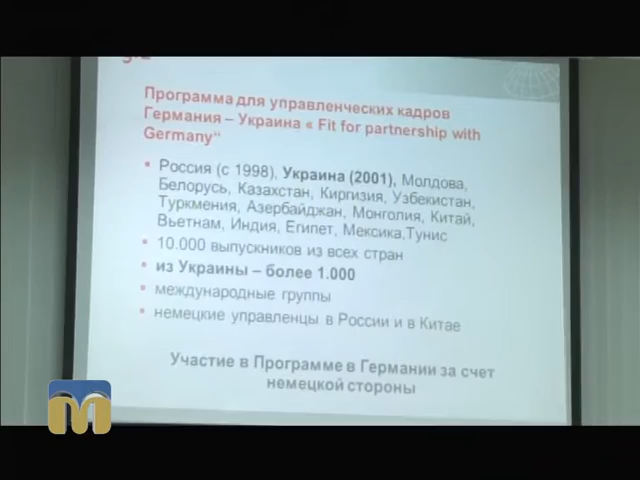 Программа для управленческих кадров
Германия – Украина « Fit for partnership with
Germany“
• Россия (с 1998), Украина (2001), Молдова,
Белорусь, Казахстан, Киргизия, Узбекистан,
Туркмения, Азербайджан, Монголия, Китай,
Вьетнам, Индия, Египет, Мексика,Тунис
• 10.000 выпускников из всех стран
• из Украины – более 1.000
• международные группы
• немецкие управленцы в России и в Китае
Участие в Программе в Германии за счет
немецкой стороны
M